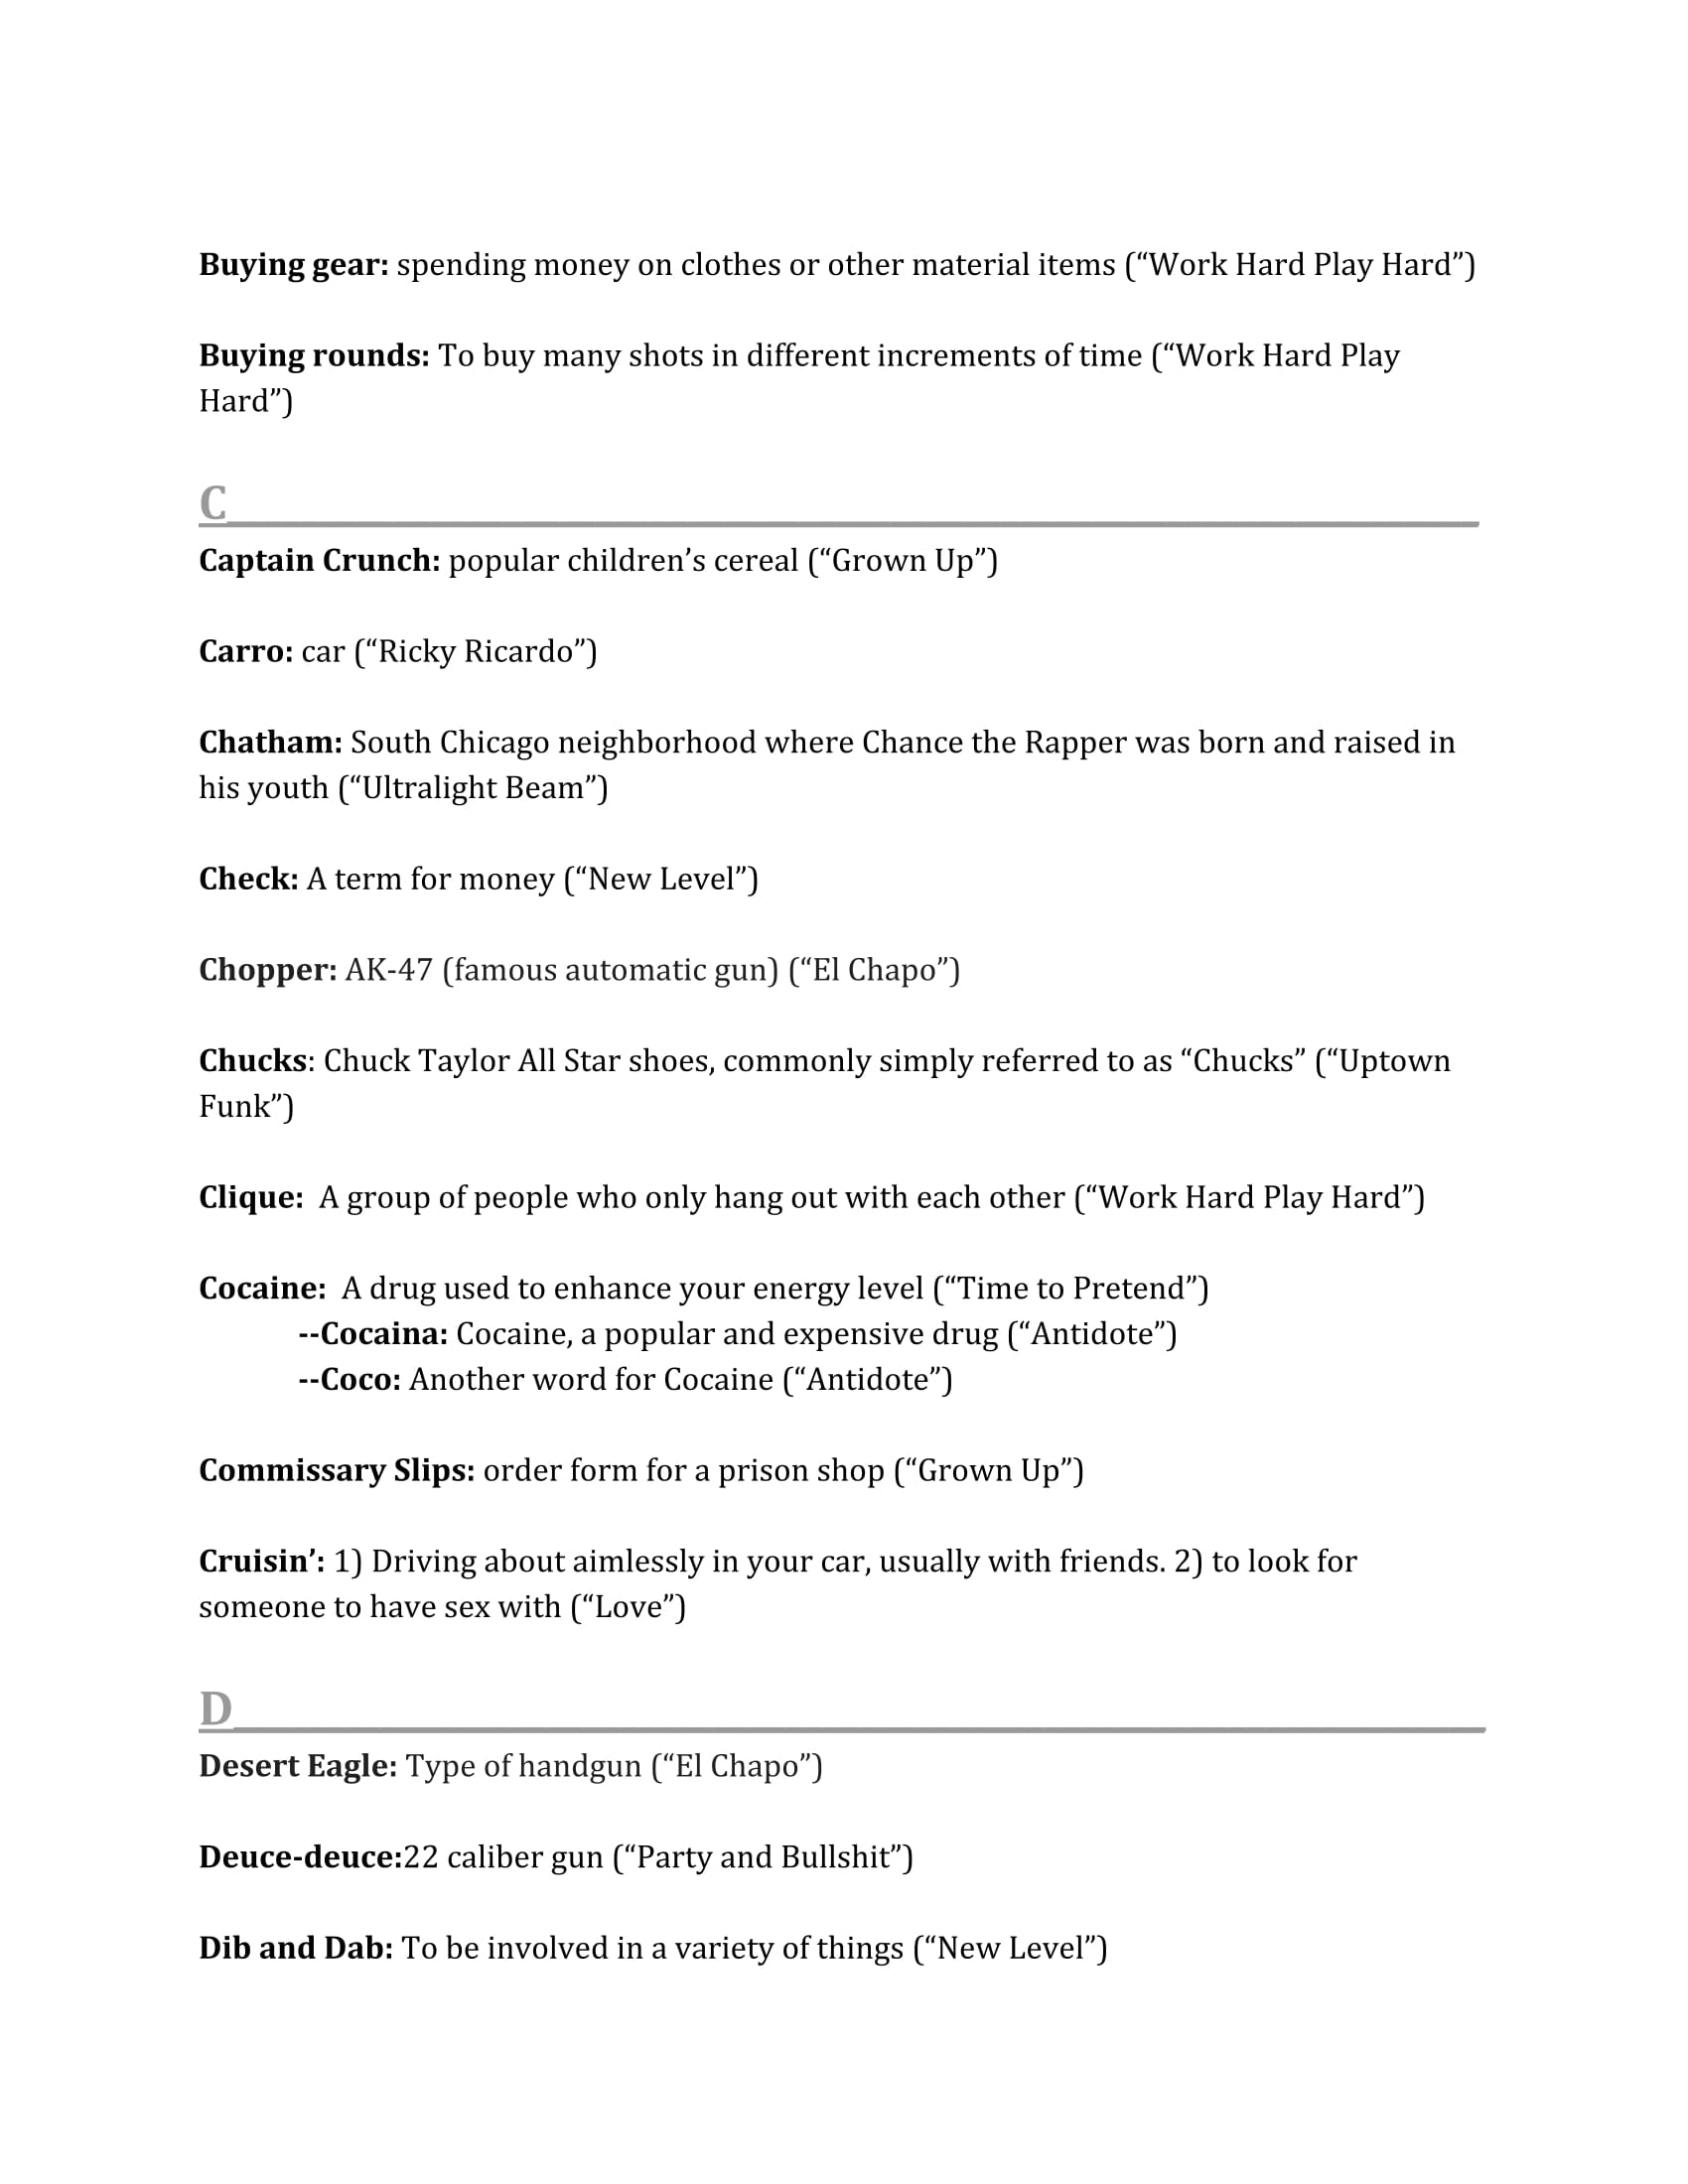 Buying gear: spending money on clothes or other material items (“Work Hard Play Hard”)
Buying rounds: To buy many shots in different increments of time (“Work Hard Play
Hard”)
C
Captain Crunch: popular children’s cereal (“Grown Up”)
Carro: car (“Ricky Ricardo”)
Chatham: South Chicago neighborhood where Chance the Rapper was born and raised in
his youth (“Ultralight Beam”)
Check: A term for money (“New Level”)
Chopper: AK-47 (famous automatic gun) (“El Chapo”)
Chucks: Chuck Taylor All Star shoes, commonly simply referred to as “Chucks” (“Uptown
Funk”)
Clique:  A group of people who only hang out with each other (“Work Hard Play Hard”)
Cocaine:  A drug used to enhance your energy level (“Time to Pretend”)
--Cocaina: Cocaine, a popular and expensive drug (“Antidote”)
--Coco: Another word for Cocaine (“Antidote”)
Commissary Slips: order form for a prison shop (“Grown Up”)
Cruisin’: 1) Driving about aimlessly in your car, usually with friends. 2) to look for
someone to have sex with (“Love”)
D
Desert Eagle: Type of handgun (“El Chapo”)
Deuce-deuce:22 caliber gun (“Party and Bullshit”)
Dib and Dab: To be involved in a variety of things (“New Level”)